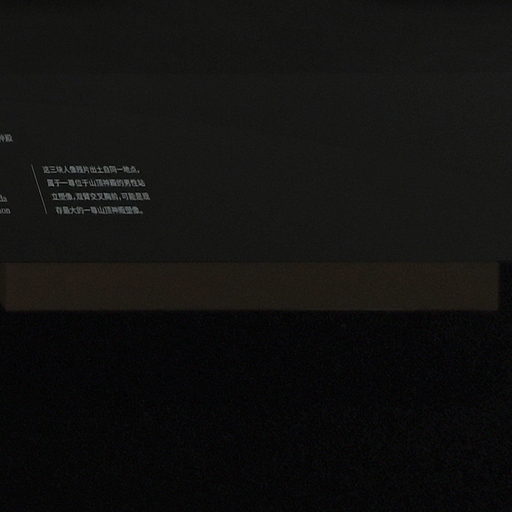 神殿
这三块人像残片出土自同一地点，
属于一尊位于山顶神殿的男性站
立塑像，双臂交叉胸前，可能是现
存最大的一尊山顶神殿塑像。
ion